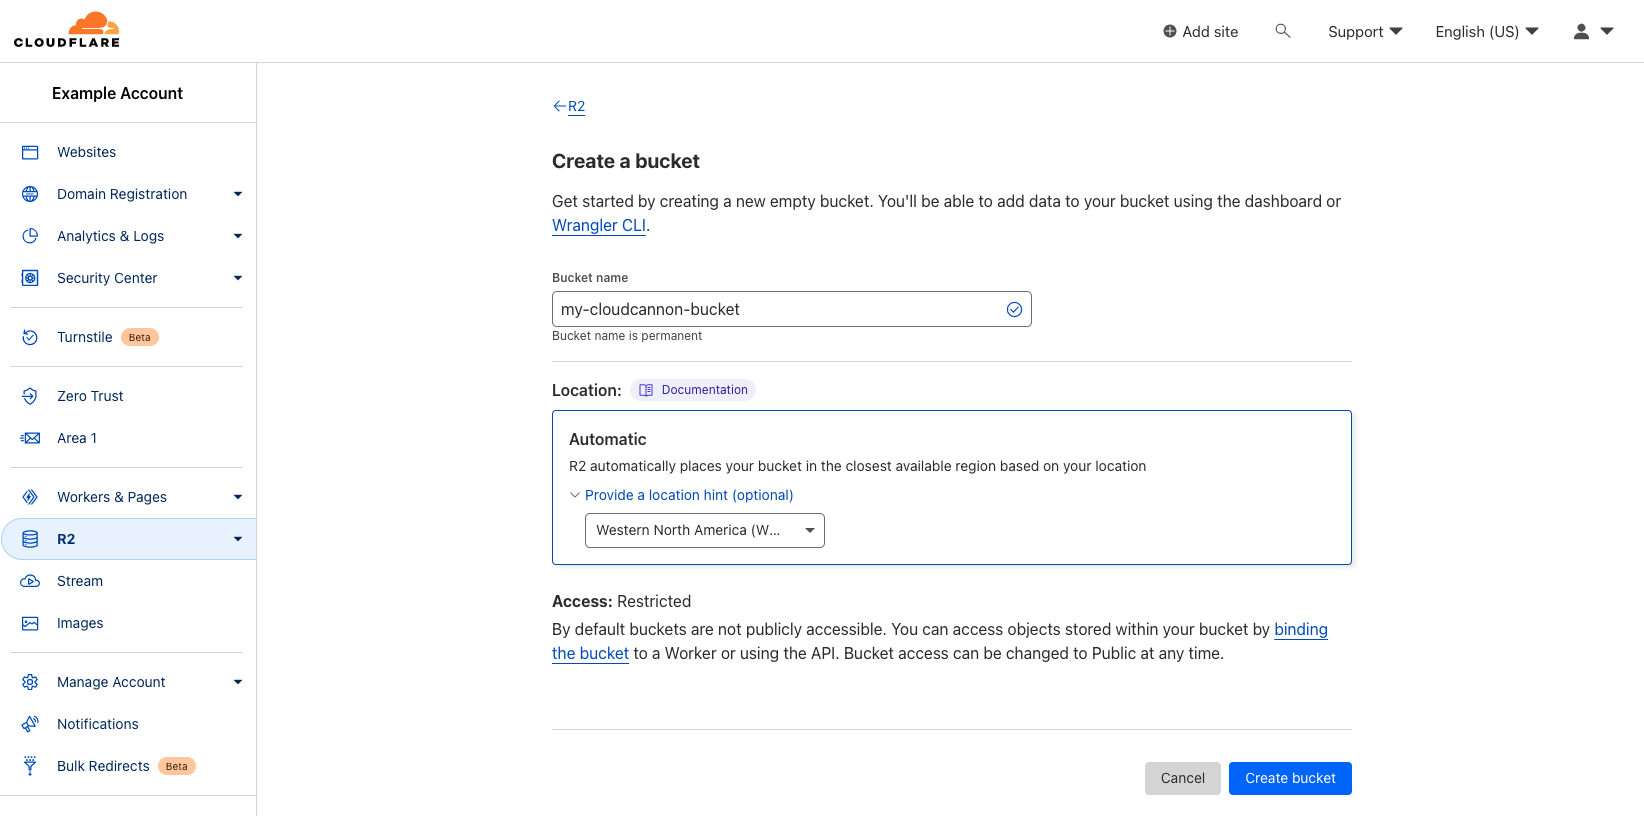 CLOUDFLARE
Add site
Support
English (US)
Example Account
Websites
Domain Registration
Analytics & Logs
Security Center
Turnstile Beta
Zero Trust
Area 1
Workers & Pages
R2
Stream
Images
Manage Account
Notifications
Bulk Redirects Beta
←R2
Create a bucket
Get started by creating a new empty bucket. You'll be able to add data to your bucket using the dashboard or
Wrangler CLI.
Bucket name
my-cloudcannon-bucket
Bucket name is permanent
Location: Documentation
Automatic
R2 automatically places your bucket in the closest available region based on your location
Provide a location hint (optional)
Western North America (W...
Access: Restricted
By default buckets are not publicly accessible. You can access objects stored within your bucket by binding
the bucket to a Worker or using the API. Bucket access can be changed to Public at any time.
Cancel
Create bucket